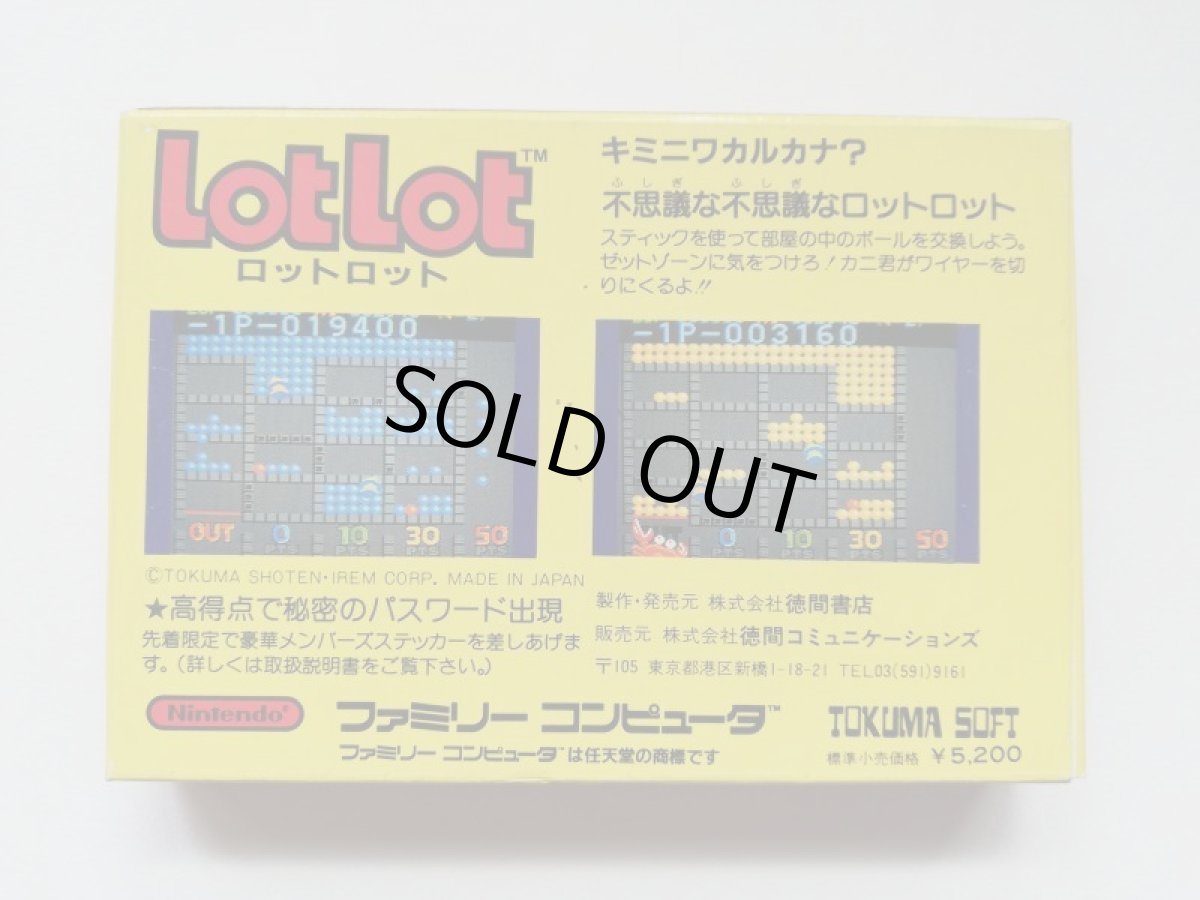 LotLot™
ロットロット
キミニワカルカナ?
ふしぎ ふしぎ
不思議な不思議なロットロット
スティックを使って部屋の中のボールを交換しよう。
ゼットゾーンに気をつけろ!カニ君がワイヤーを切
りにくるよ!!
-1P-019400
OUT 0 10 30 50
PTS PTS PTS PTS
-1P-003160
0 10 30 50
PTS PTS PTS PTS
SOLD OUT
©TOKUMA SHOTEN・IREM CORP. MADE IN JAPAN
★高得点で秘密のパスワード出現
先着限定で豪華メンバーズステッカーを差しあげま
す。(詳しくは取扱説明書をご覧下さい。)
製作・発売元 株式会社徳間書店
販売元 株式会社徳間コミュニケーションズ
〒105 東京都港区新橋1-18-21 TEL03(591)9161
Nintendo®
ファミリー コンピュータ™
ファミリー コンピュータ™は任天堂の商標です
TOKUMA SOFT
標準小売価格 ¥5,200